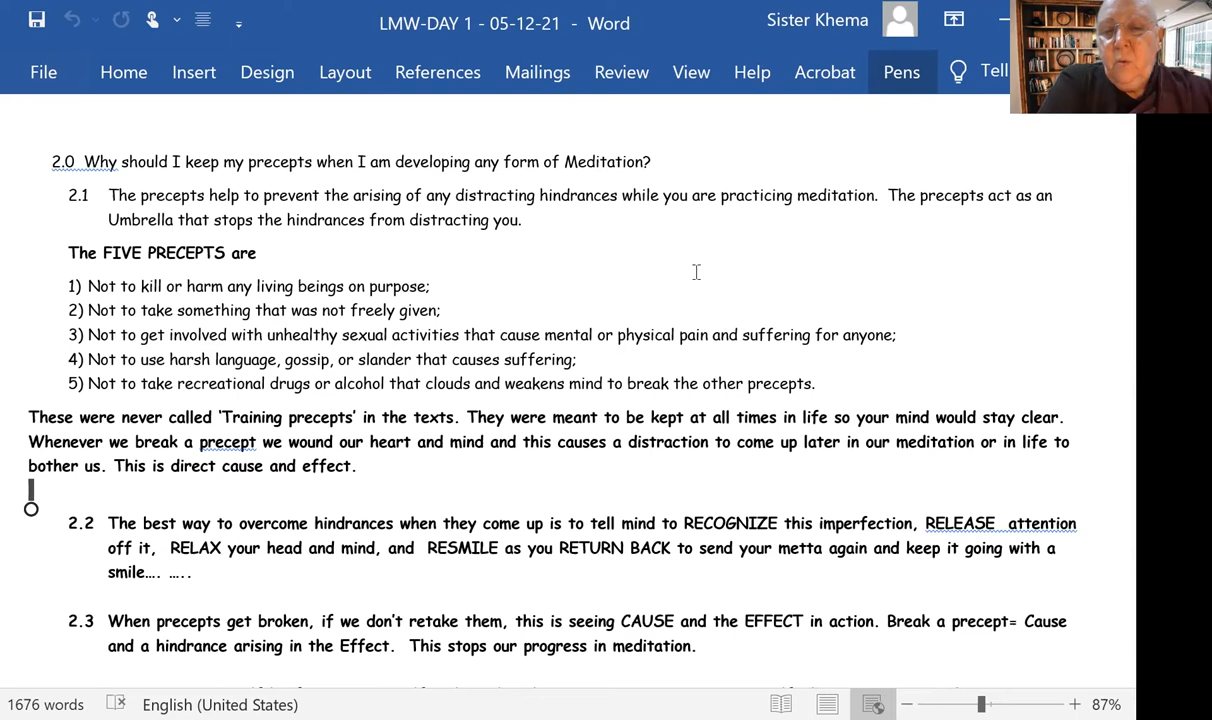 LMW-DAY 1 - 05-12-21 - Word
Sister Khema
File Home Insert Design Layout References Mailings Review View Help Acrobat Pens Tell
2.0 Why should I keep my precepts when I am developing any form of Meditation?
2.1 The precepts help to prevent the arising of any distracting hindrances while you are practicing meditation. The precepts act as an
Umbrella that stops the hindrances from distracting you.
The FIVE PRECEPTS are
1) Not to kill or harm any living beings on purpose;
2) Not to take something that was not freely given;
3) Not to get involved with unhealthy sexual activities that cause mental or physical pain and suffering for anyone;
4) Not to use harsh language, gossip, or slander that causes suffering;
5) Not to take recreational drugs or alcohol that clouds and weakens mind to break the other precepts.
These were never called ‘Training precepts’ in the texts. They were meant to be kept at all times in life so your mind would stay clear.
Whenever we break a precept we wound our heart and mind and this causes a distraction to come up later in our meditation or in life to
bother us. This is direct cause and effect.
2.2 The best way to overcome hindrances when they come up is to tell mind to RECOGNIZE this imperfection, RELEASE attention
off it, RELAX your head and mind, and RESMILE as you RETURN BACK to send your metta again and keep it going with a
smile…. …..
2.3 When precepts get broken, if we don’t retake them, this is seeing CAUSE and the EFFECT in action. Break a precept= Cause
and a hindrance arising in the Effect. This stops our progress in meditation.
1676 words English (United States) 87%